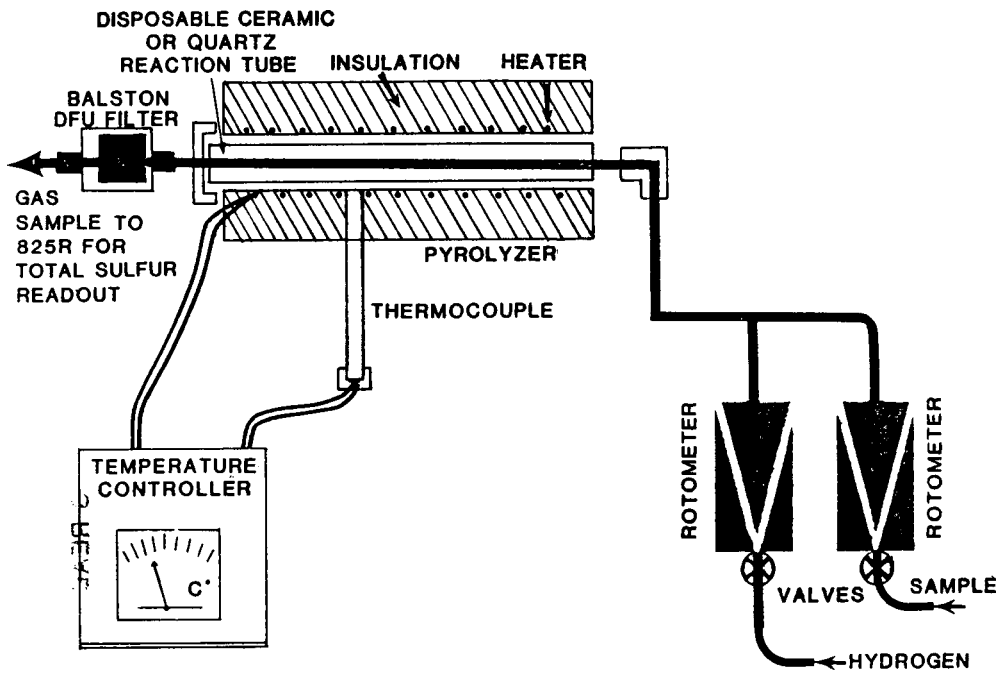 DISPOSABLE CERAMIC
OR QUARTZ
REACTION TUBE
INSULATION
HEATER
BALSTON
DFU FILTER
GAS
SAMPLE TO
825R FOR
TOTAL SULFUR
READOUT
PYROLYZER
THERMOCOUPLE
TEMPERATURE
CONTROLLER
C°
ROTOMETER
ROTOMETER
VALVES
SAMPLE
HYDROGEN